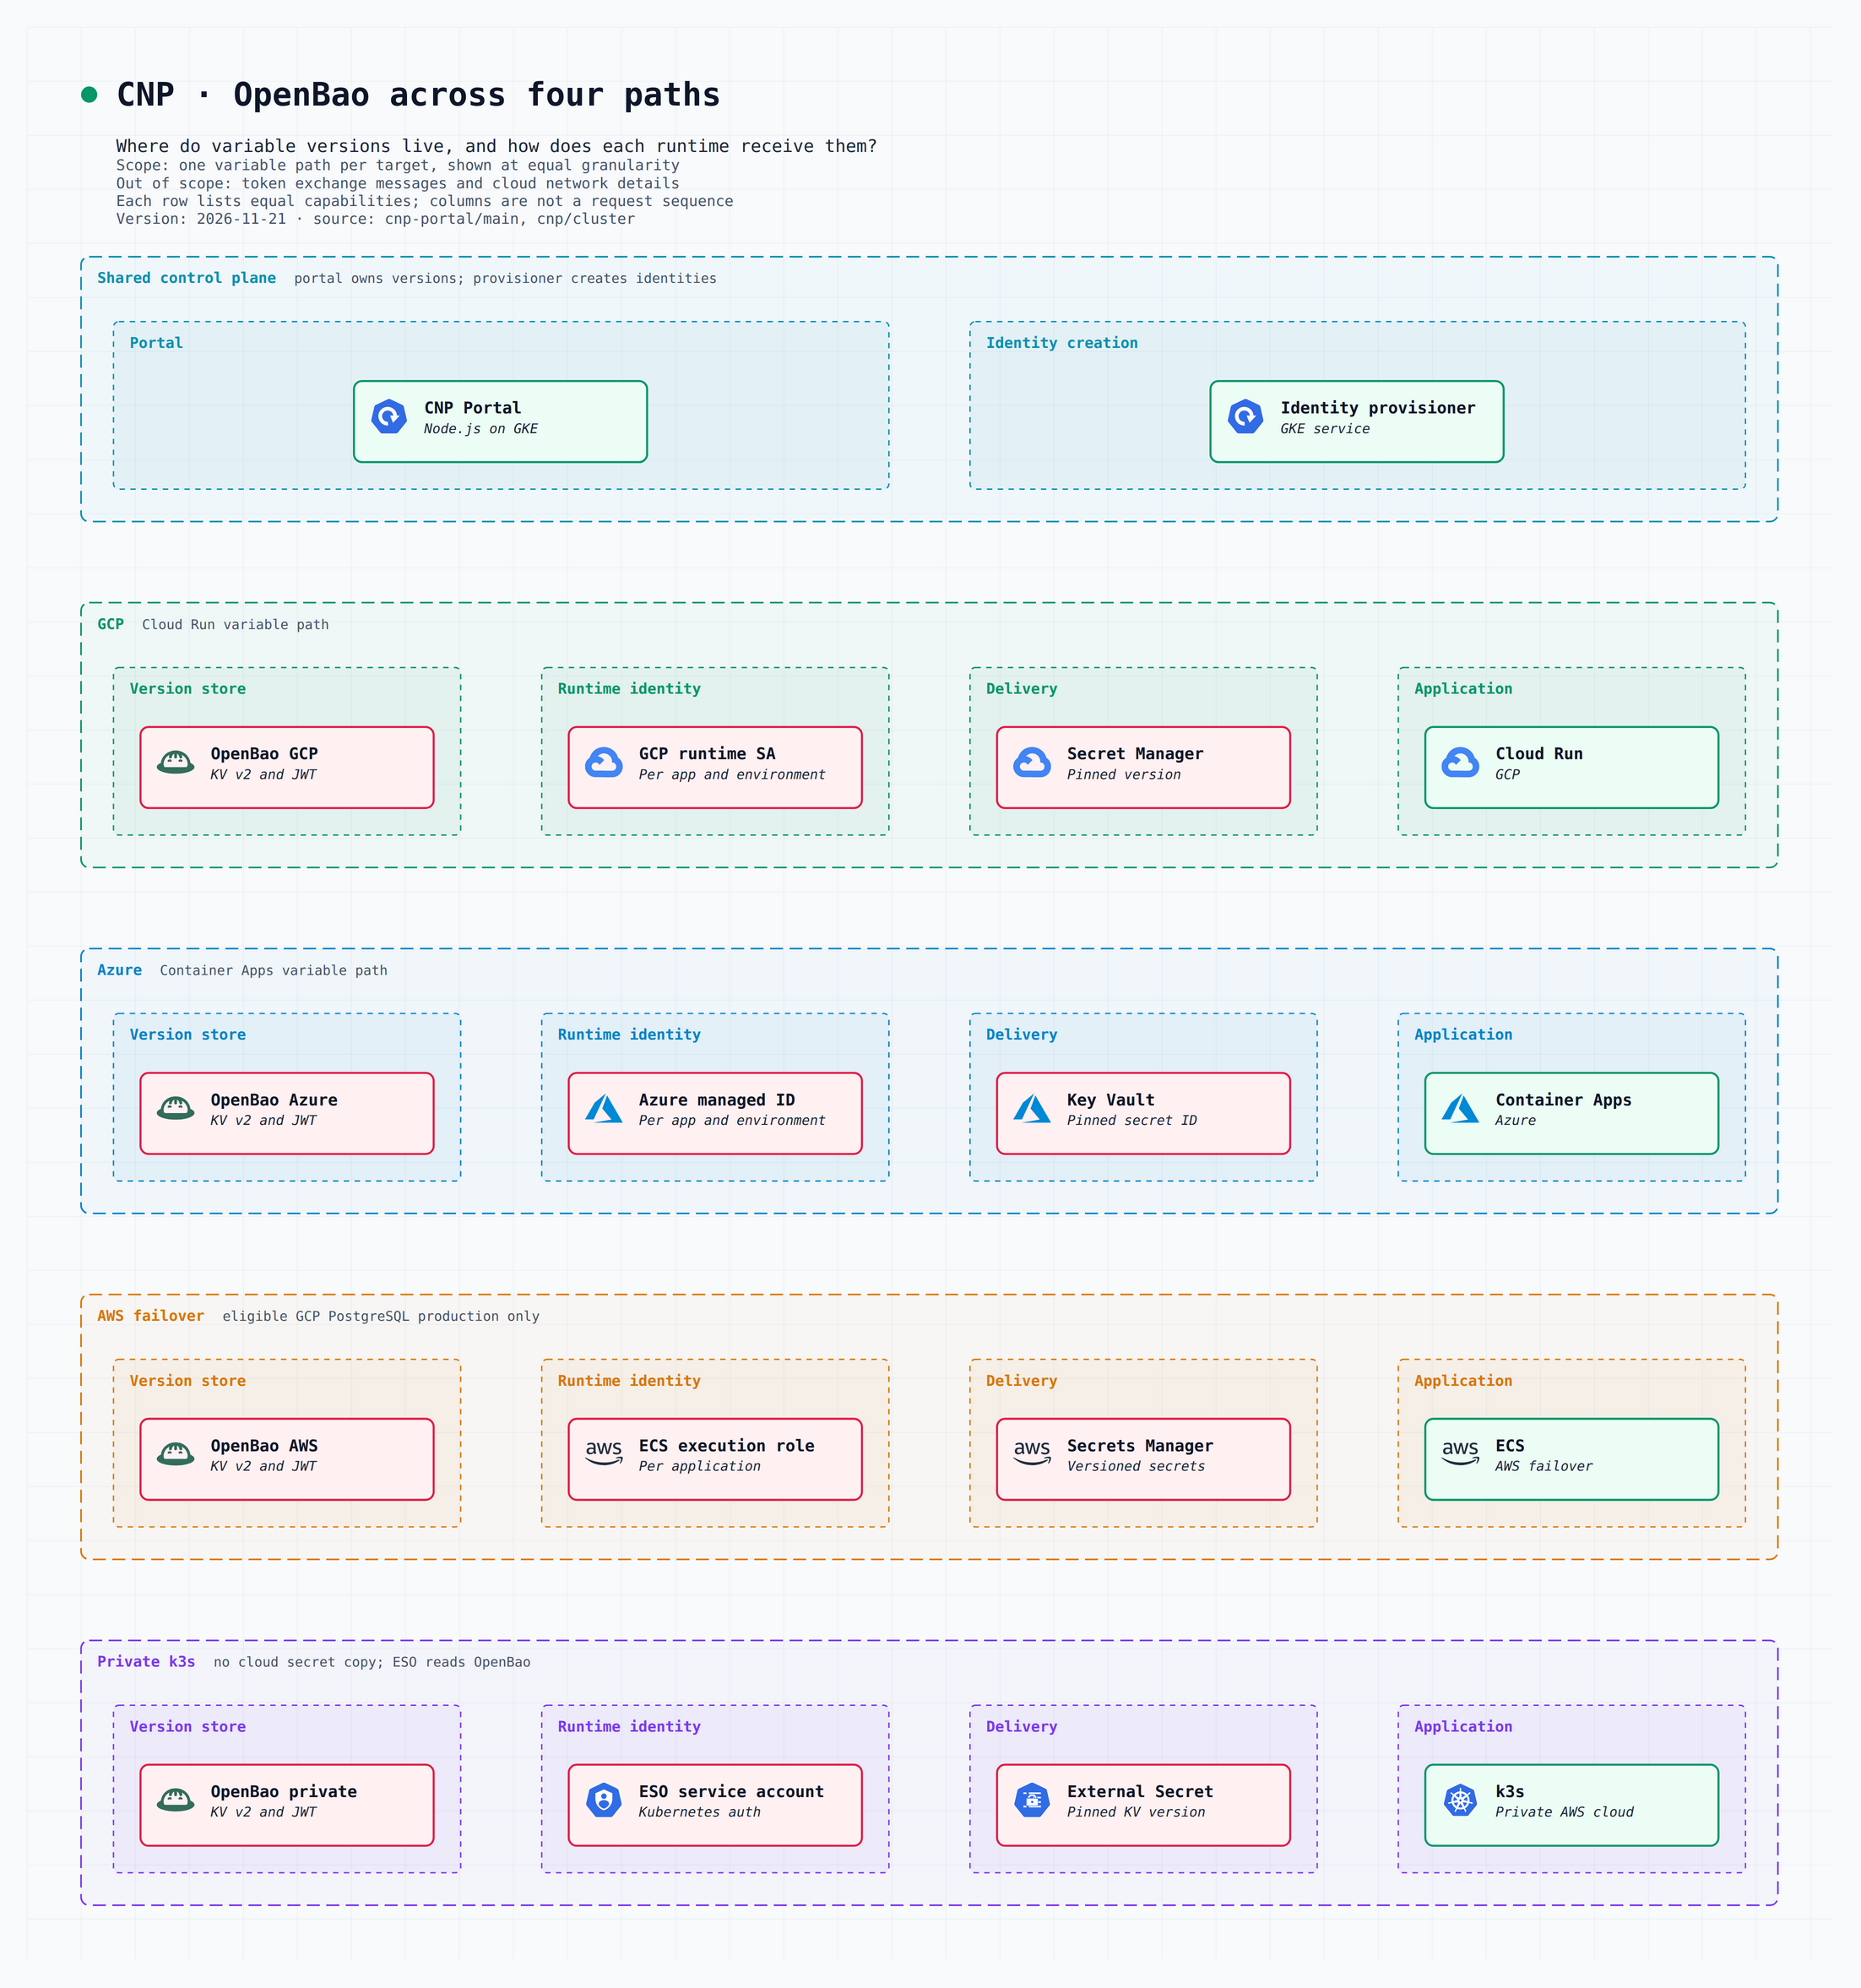 CNP · OpenBao across four paths
Where do variable versions live, and how does each runtime receive them?
Scope: one variable path per target, shown at equal granularity
Out of scope: token exchange messages and cloud network details
Each row lists equal capabilities; columns are not a request sequence
Version: 2026-11-21 · source: cnp-portal/main, cnp/cluster
Shared control plane portal owns versions; provisioner creates identities
Portal
CNP Portal
Node.js on GKE
Identity creation
Identity provisioner
GKE service
GCP Cloud Run variable path
Version store
OpenBao GCP
KV v2 and JWT
Runtime identity
GCP runtime SA
Per app and environment
Delivery
Secret Manager
Pinned version
Application
Cloud Run
GCP
Azure Container Apps variable path
Version store
OpenBao Azure
KV v2 and JWT
Runtime identity
Azure managed ID
Per app and environment
Delivery
Key Vault
Pinned secret ID
Application
Container Apps
Azure
AWS failover eligible GCP PostgreSQL production only
Version store
OpenBao AWS
KV v2 and JWT
Runtime identity
aws
ECS execution role
Per application
Delivery
aws
Secrets Manager
Versioned secrets
Application
aws
ECS
AWS failover
Private k3s no cloud secret copy; ESO reads OpenBao
Version store
OpenBao private
KV v2 and JWT
Runtime identity
ESO service account
Kubernetes auth
Delivery
External Secret
Pinned KV version
Application
k3s
Private AWS cloud